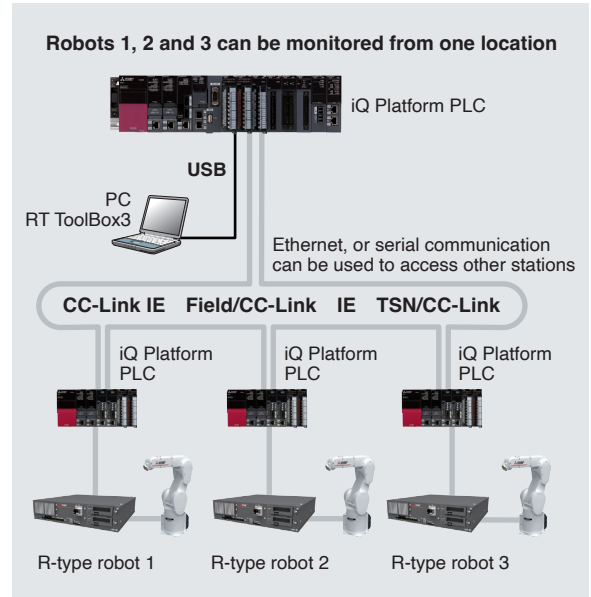 Robots 1, 2 and 3 can be monitored from one location
iQ Platform PLC
USB
PC
RT ToolBox3
Ethernet, or serial communication
can be used to access other stations
CC-Link IE Field/CC-Link IE TSN/CC-Link
iQ Platform
PLC
iQ Platform
PLC
iQ Platform
PLC
R-type robot 1
R-type robot 2
R-type robot 3